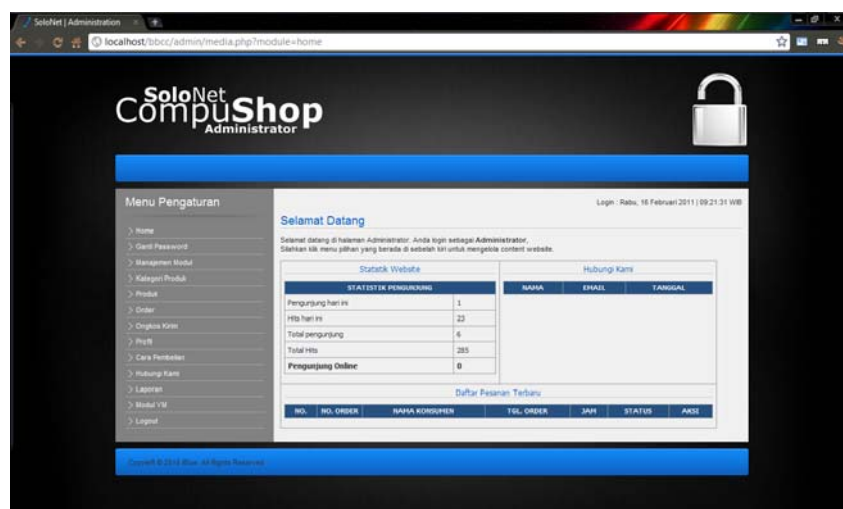 SoloNet | Administration
localhost/bbcc/admin/media.php?module=home
SoloNet
CompuShop
Administrator
Menu Pengaturan
Home
Ganti Password
Manajemen Modul
Kategori Produk
Produk
Order
Ongkos Kirim
Profil
Cara Pembelian
Hubungi Kami
Laporan
Modul YM
Logout
Login : Rabu, 16 Februari 2011 | 09:21:31 WIB
Selamat Datang
Selamat datang di halaman Administrator. Anda login sebagai Administrator,
Silahkan klik menu pilihan yang berada di sebelah kiri untuk mengelola content website.
Statistik Website
STATISTIK PENGUNJUNG
Pengunjung hari ini 1
Hits hari ini 23
Total pengunjung 6
Total Hits 285
Pengunjung Online 0
Hubungi Kami
NAMA EMAIL TANGGAL
Daftar Pesanan Terbaru
NO. NO. ORDER NAMA KONSUMEN TGL. ORDER JAM STATUS AKSI
All Rights Reserved